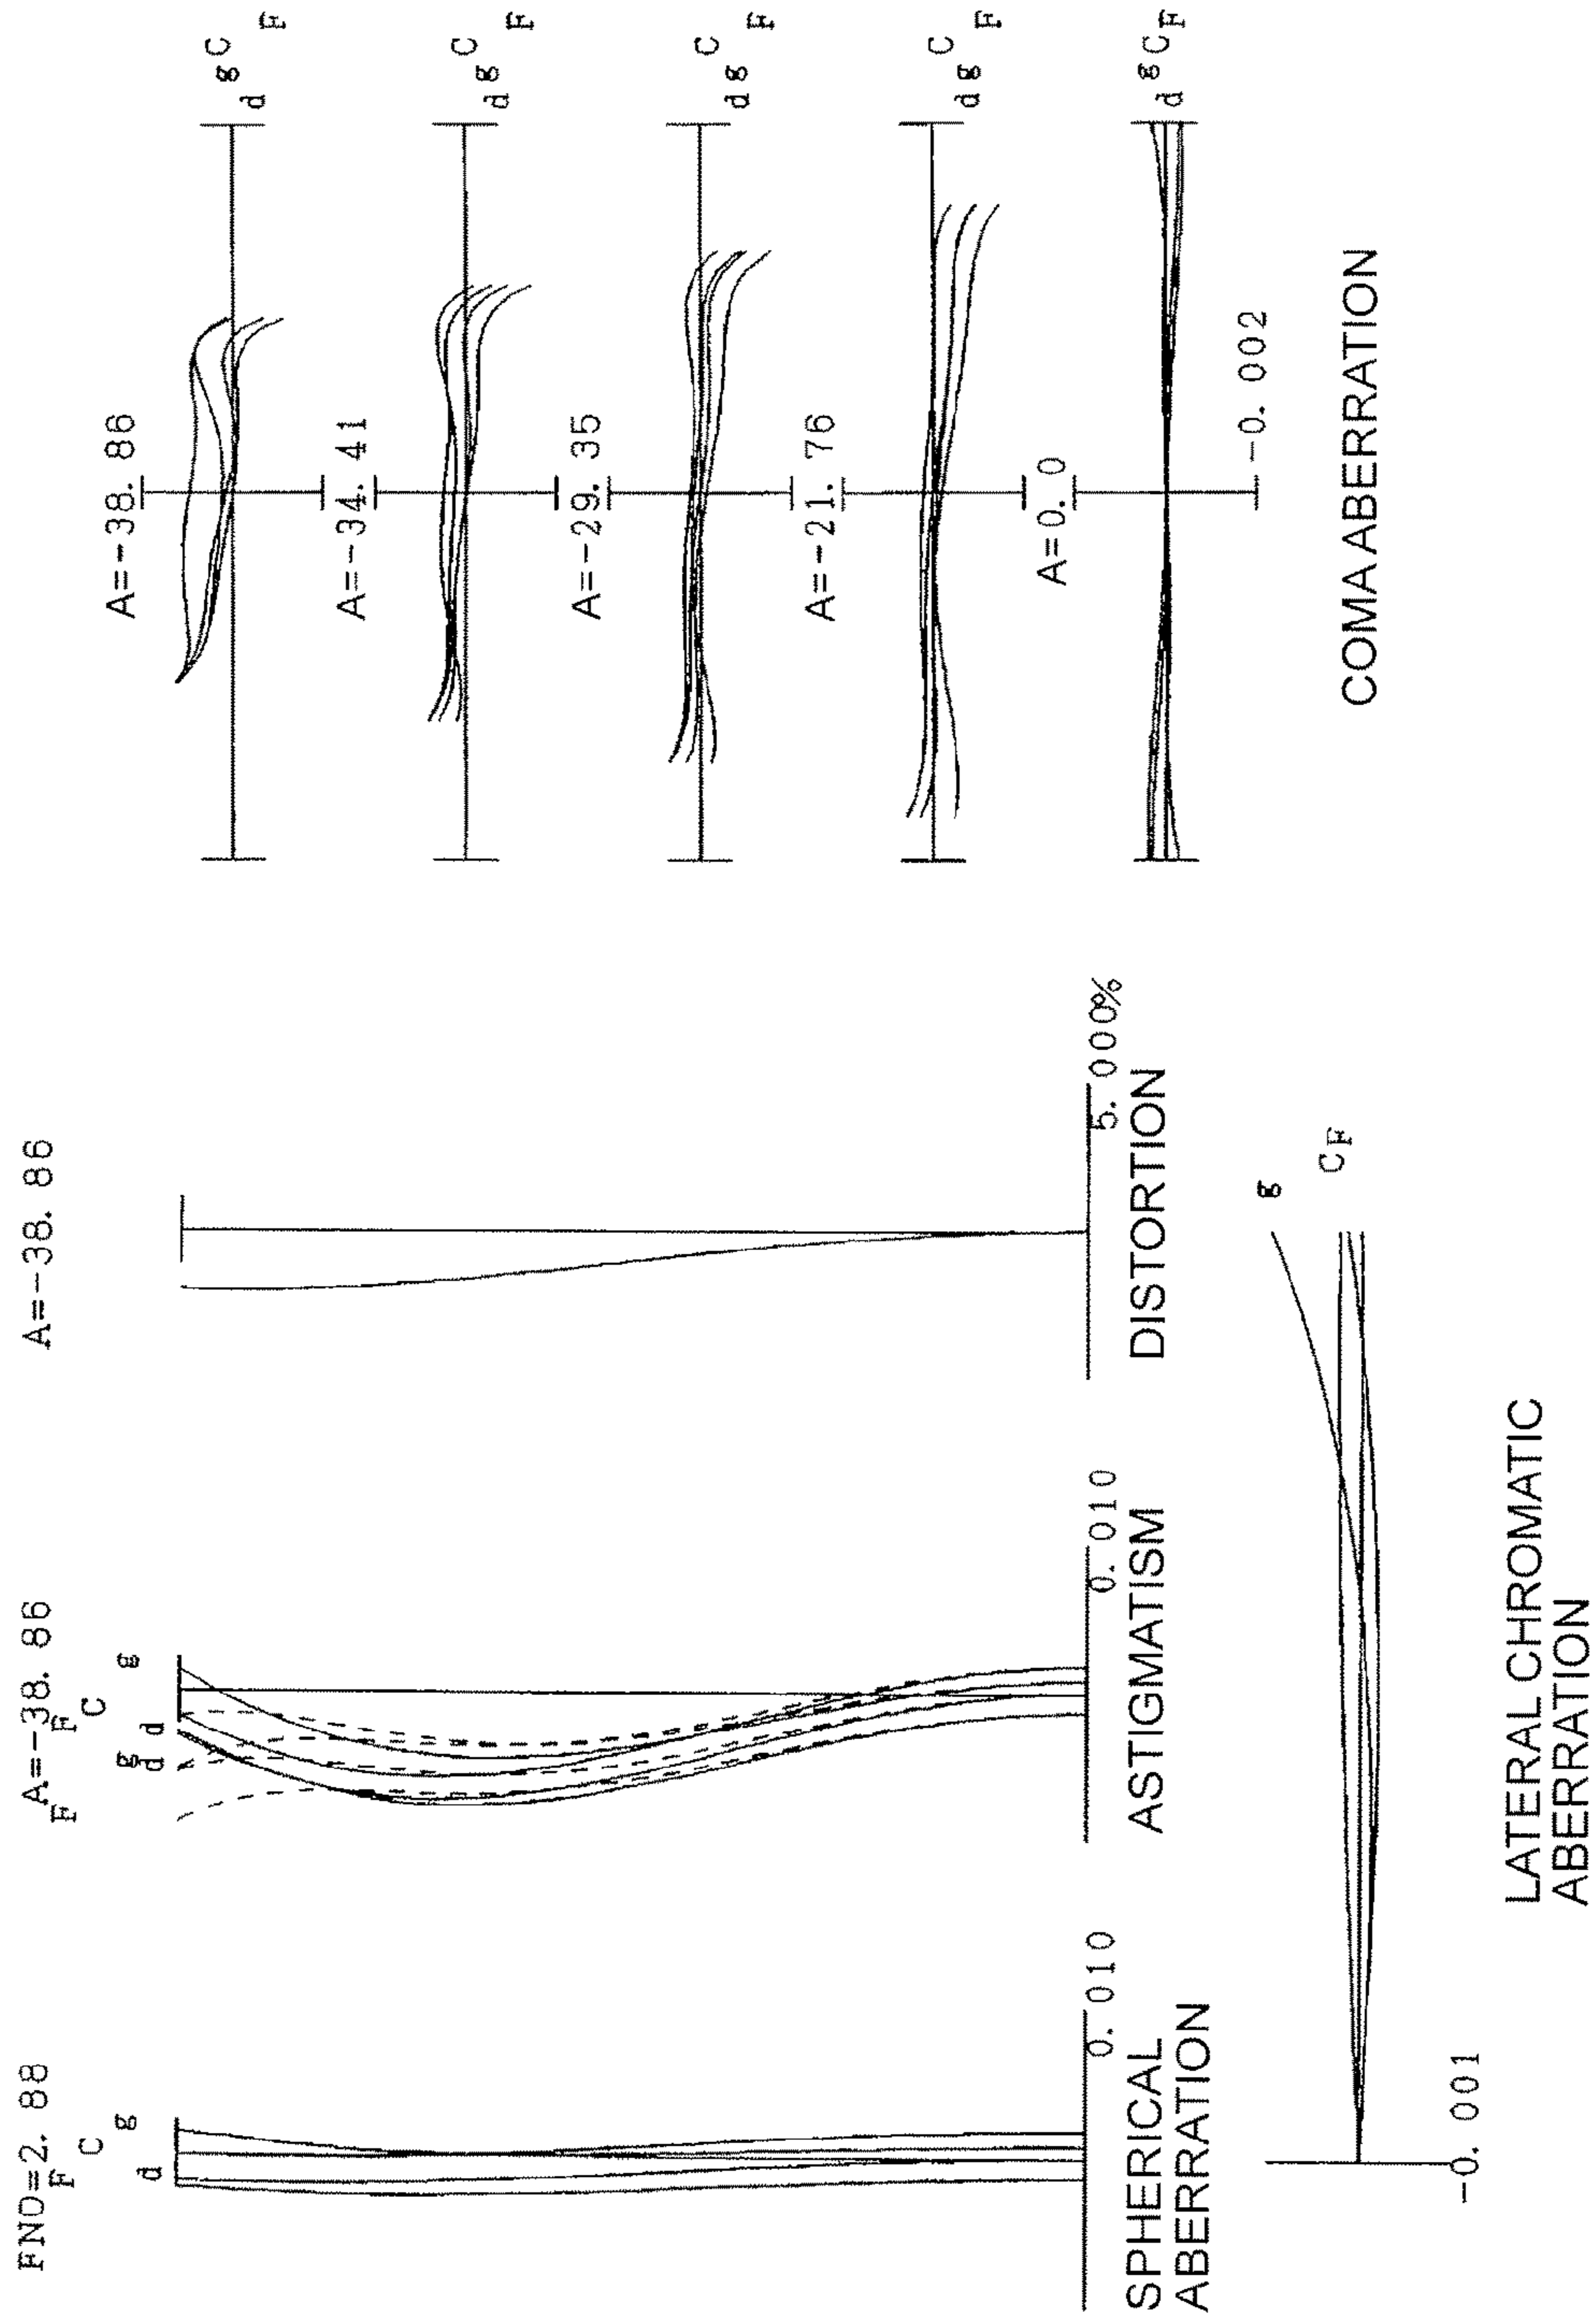 FNO=2.88
F
C
d g
0.010
SPHERICAL
ABERRATION
A=-38.86
F F
C
g g
d d
0.010
ASTIGMATISM
A=-38.86
5.000%
DISTORTION
A=-38.86
C
g
d
F
A=-34.41
C
g
d
F
A=-29.35
C
g
d
F
A=-21.76
C
g
d
F
A=0.0
g
C
d
F
-0.002
COMA ABERRATION
g
C
F
-0.001
LATERAL CHROMATIC
ABERRATION